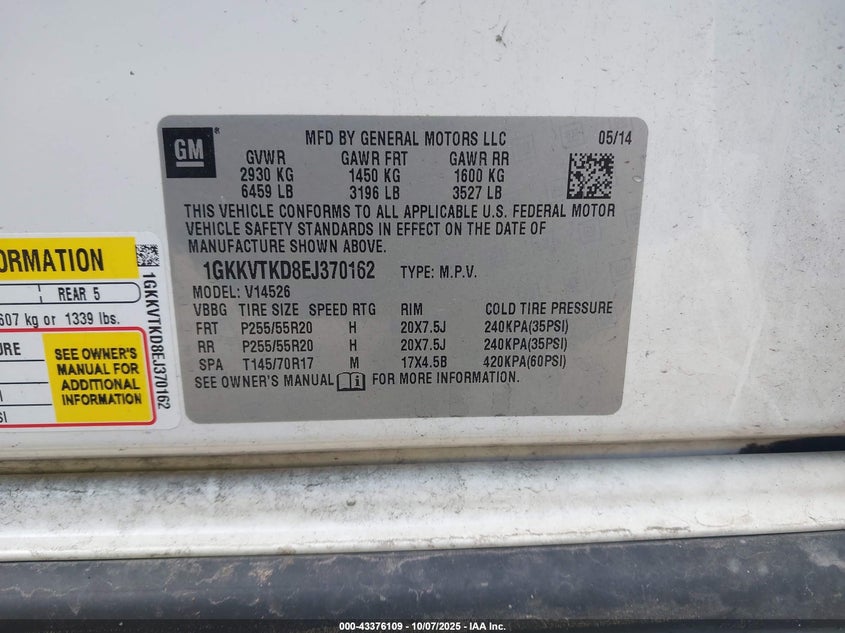 GM
MFD BY GENERAL MOTORS LLC 05/14
GVWR GAWR FRT GAWR RR
2930 KG 1450 KG 1600 KG
6459 LB 3196 LB 3527 LB
THIS VEHICLE CONFORMS TO ALL APPLICABLE U.S. FEDERAL MOTOR
VEHICLE SAFETY STANDARDS IN EFFECT ON THE DATE OF
MANUFACTURE SHOWN ABOVE.
1GKKVTKD8EJ370162 TYPE: M.P.V.
MODEL: V14526
VBBG TIRE SIZE SPEED RTG RIM COLD TIRE PRESSURE
FRT P255/55R20 H 20X7.5J 240KPA(35PSI)
RR P255/55R20 H 20X7.5J 240KPA(35PSI)
SPA T145/70R17 M 17X4.5B 420KPA(60PSI)
SEE OWNER'S MANUAL FOR MORE INFORMATION.
ORMATION
REAR 5
607 kg or 1339 lbs.
URE
SEE OWNER'S
MANUAL FOR
ADDITIONAL
INFORMATION
SI
1GKKVTKD8EJ370162
000-43376109 - 10/07/2025 - IAA Inc.